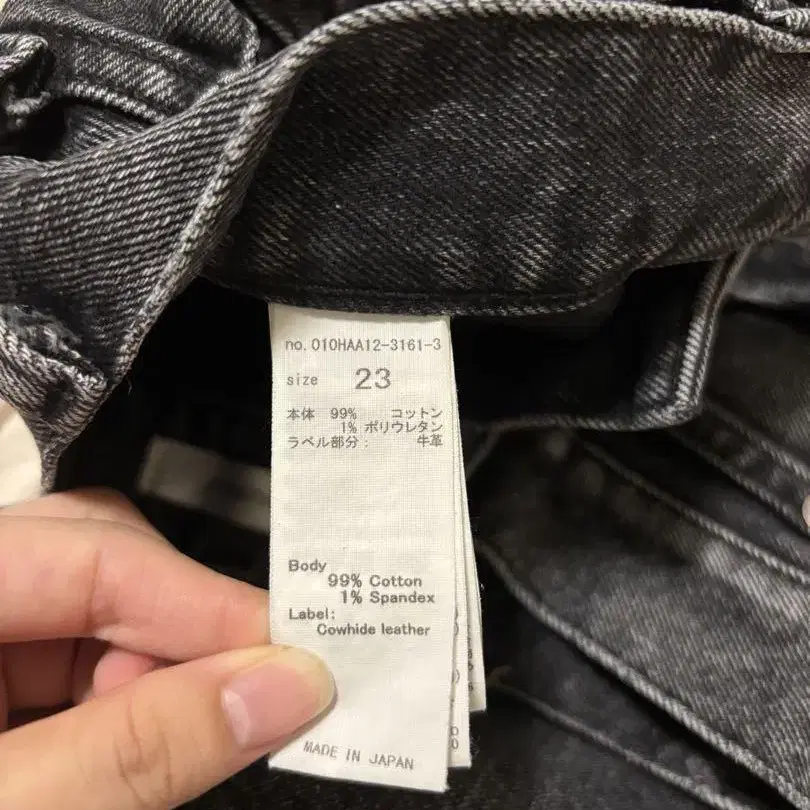 no. 010HAA12-3161-3
size 23
本体 99% コットン
1% ポリウレタン
ラベル部分： 牛革
Body
99% Cotton
1% Spandex
Label:
Cowhide leather
MADE IN JAPAN